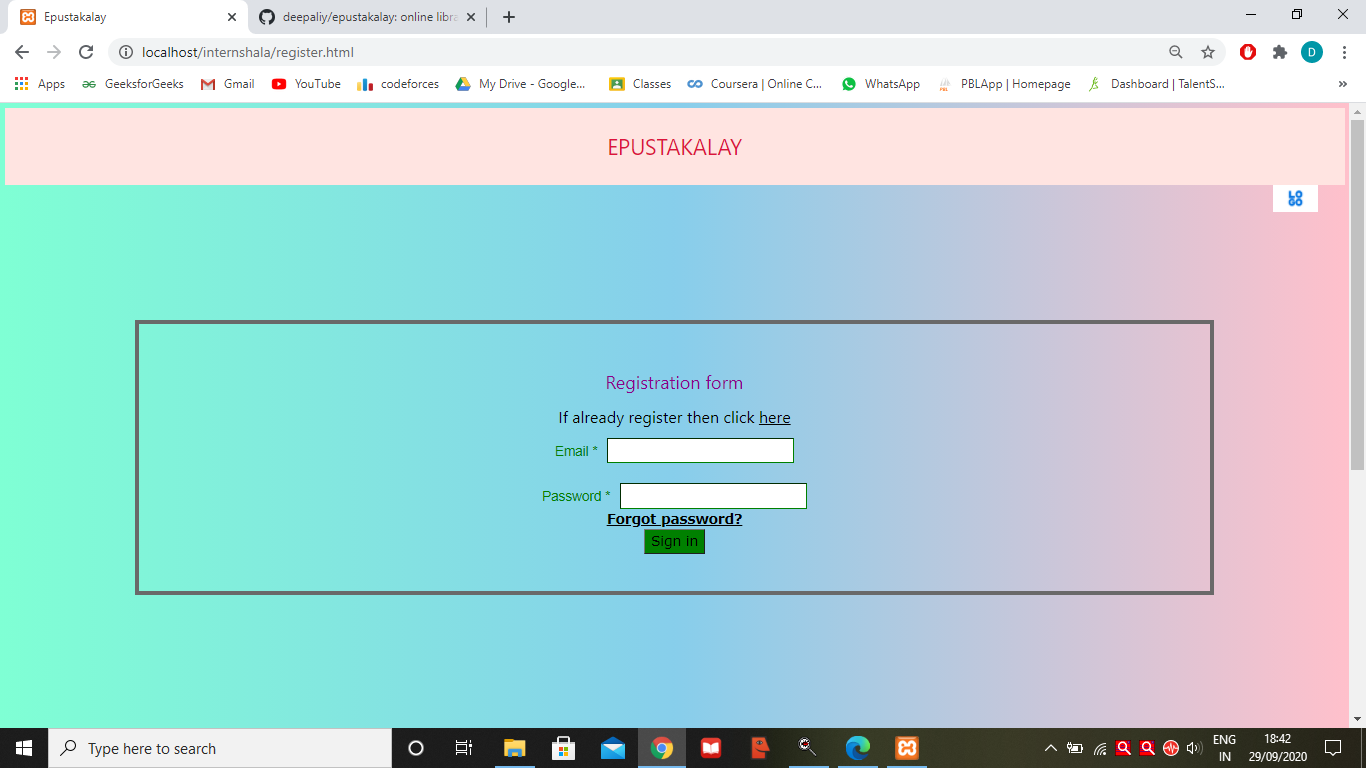 Epustakalay
deepaliy/epustakalay: online libra
localhost/internshala/register.html
D
Apps GeeksforGeeks Gmail YouTube codeforces My Drive - Google... Classes Coursera | Online C... WhatsApp PBLApp | Homepage Dashboard | TalentS... »
EPUSTAKALAY
LO
GO
Registration form
If already register then click here
Email *
Password *
Forgot password?
Sign in
Type here to search
ENG
IN
18:42
29/09/2020